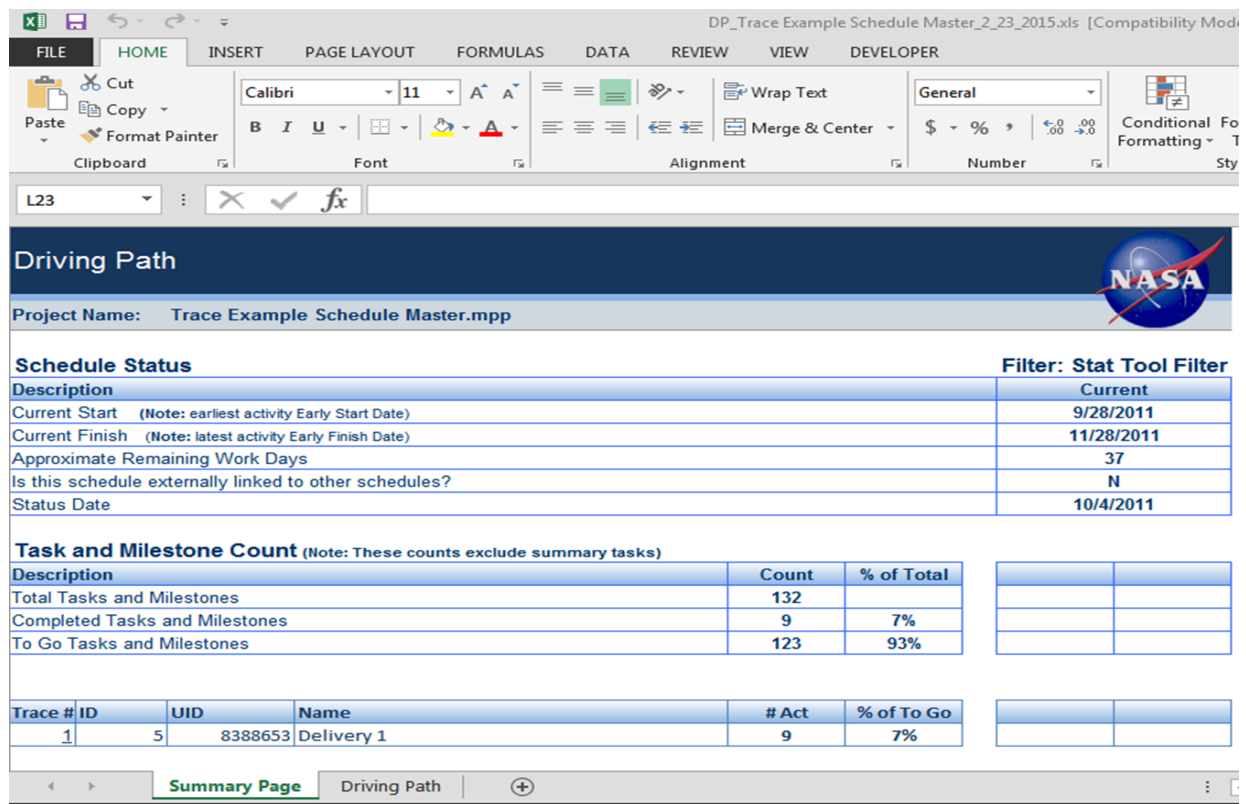 DP_Trace Example Schedule Master_2_23_2015.xls [Compatibility Mod
FILE HOME INSERT PAGE LAYOUT FORMULAS DATA REVIEW VIEW DEVELOPER
Cut
Calibri 11 A A Wrap Text General
Copy
Paste Format Painter B I U A Merge & Center $ % , Conditional Fo
Formatting T
Clipboard Font Alignment Number Sty
L23 fx
Driving Path NASA
Project Name: Trace Example Schedule Master.mpp
Schedule Status Filter: Stat Tool Filter
Description Current
Current Start (Note: earliest activity Early Start Date) 9/28/2011
Current Finish (Note: latest activity Early Finish Date) 11/28/2011
Approximate Remaining Work Days 37
Is this schedule externally linked to other schedules? N
Status Date 10/4/2011
Task and Milestone Count (Note: These counts exclude summary tasks)
Description Count % of Total
Total Tasks and Milestones 132
Completed Tasks and Milestones 9 7%
To Go Tasks and Milestones 123 93%
Trace # ID UID Name # Act % of To Go
1 5 8388653 Delivery 1 9 7%
Summary Page Driving Path